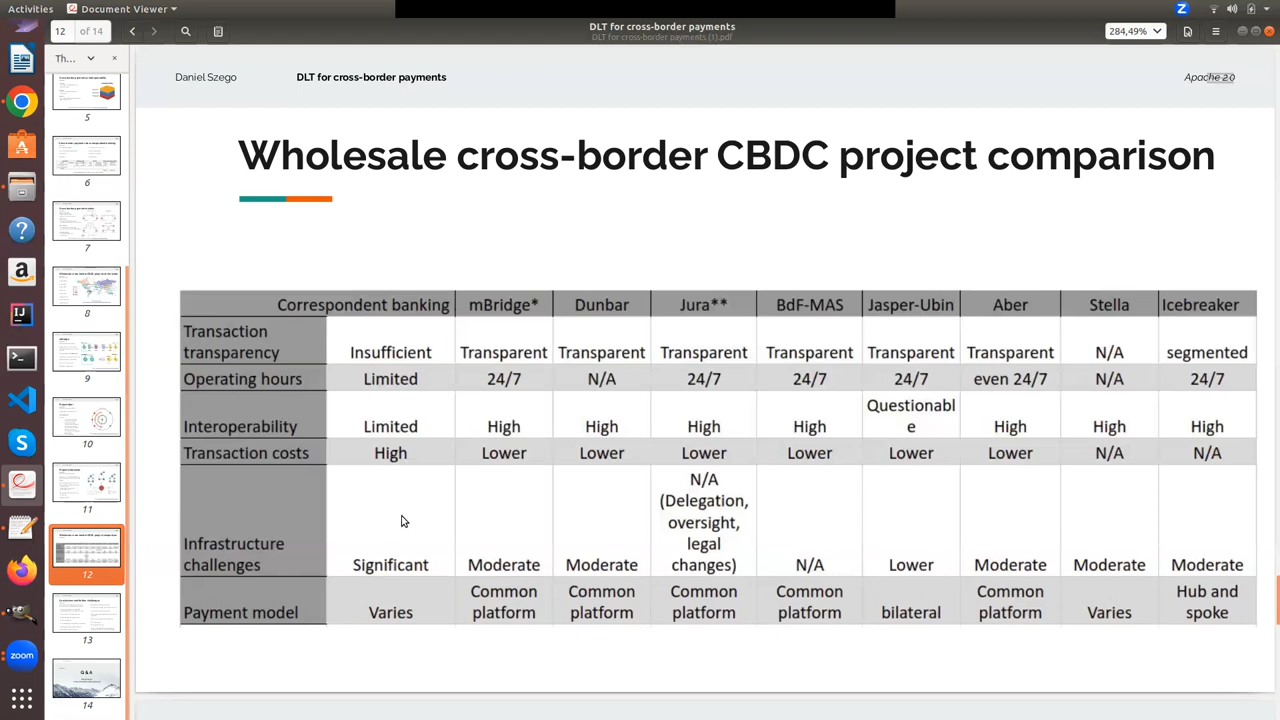 Activities Document Viewer
12 of 14
DLT for cross-border payments
DLT for cross-border payments (1).pdf
284,49%
Z
Th...
5
6
7
8
9
10
11
12
13
Q & A
14
zoom
Daniel Szego DLT for cross-border payments
Wholesale cross-border CBDC project comparison
Correspondent banking mBridge Dunbar Jura** BdF-MAS Jasper-Ubin Aber Stella Icebreaker
Transaction
transparency Insufficient Transparent Transparent Transparent Transparent Transparent Transparent N/A segmented
Operating hours Limited 24/7 N/A 24/7 24/7 24/7 even 24/7 N/A 24/7
Questionabl
Interoperability Limited High High High High e High High High
Transaction costs High Lower Lower Lower Lower Lower Lower N/A N/A
N/A
(Delegation,
oversight,
Infrastructure legal
challenges Significant Moderate Moderate changes) N/A Lower Moderate Moderate Moderate
Common Common Common Common Common Hub and
Payment model Varies platform platform platform platform bilateral platform Varies spoke